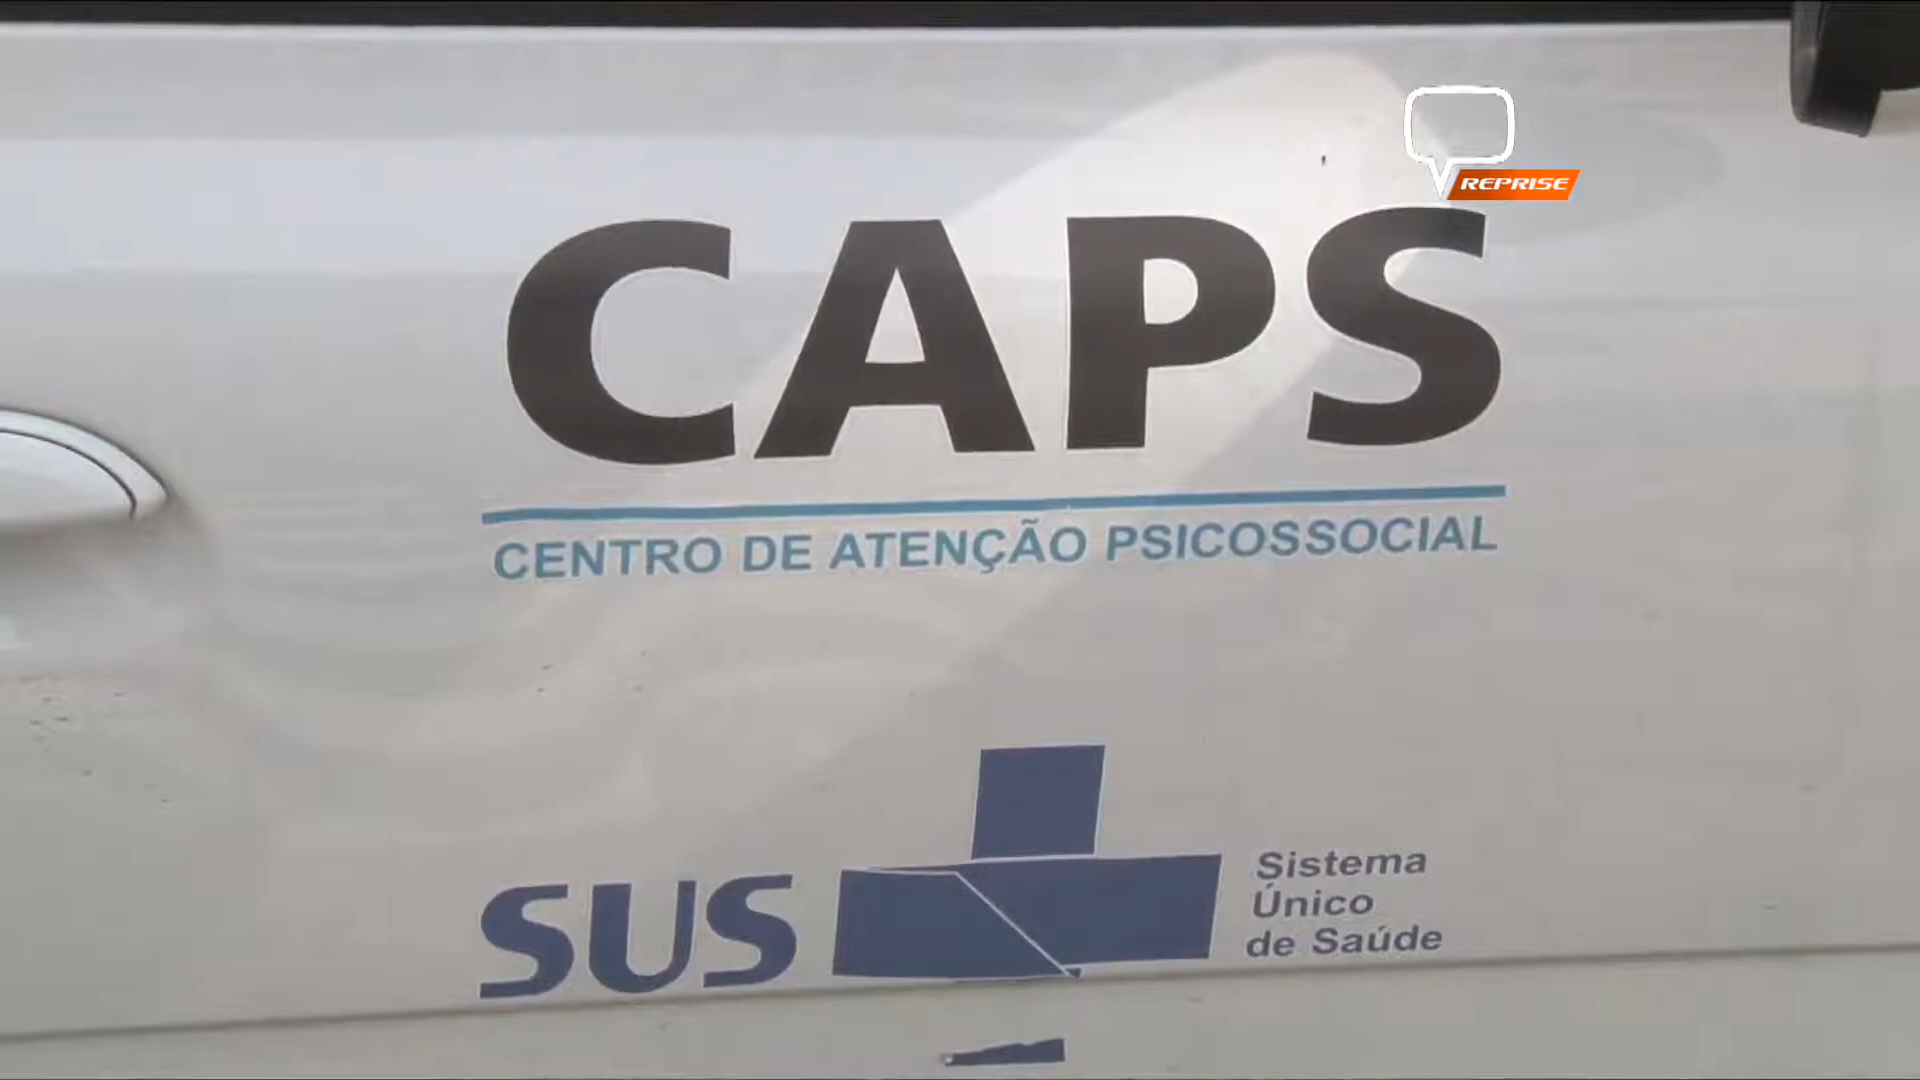 REPRISE
CAPS
CENTRO DE ATENÇÃO PSICOSSOCIAL
SUS
Sistema
Único
de Saúde